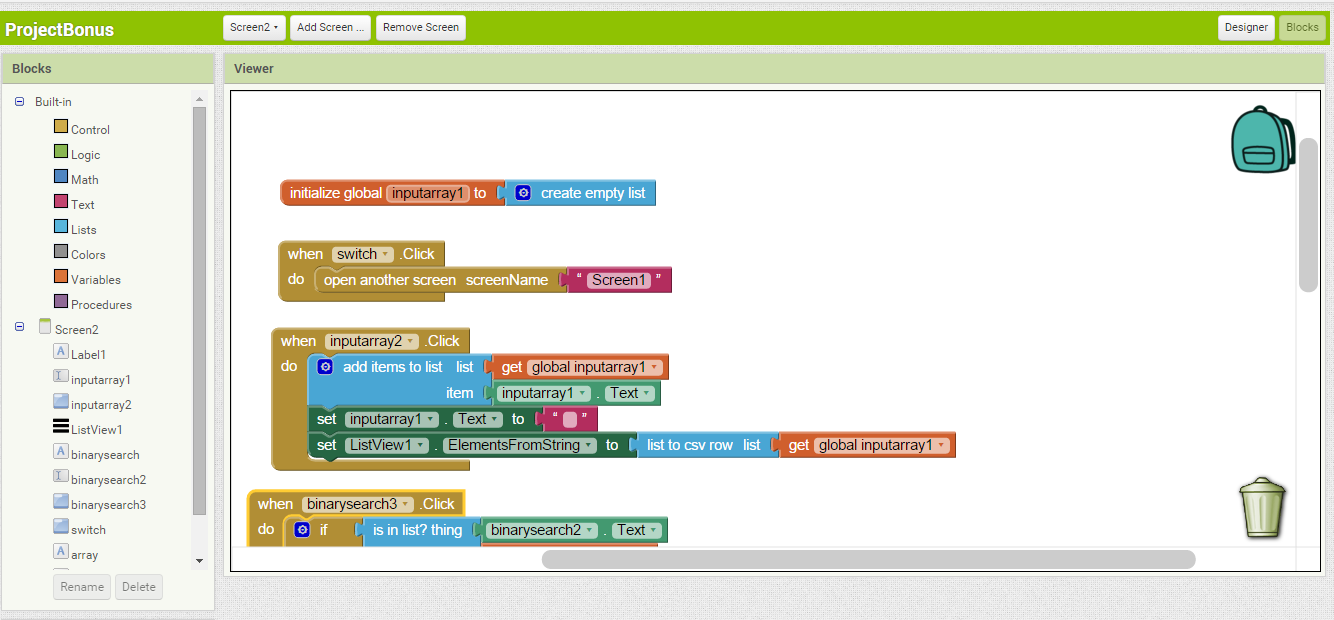 ProjectBonus
Screen2
Add Screen ...
Remove Screen
Designer
Blocks
Blocks
Built-in
Control
Logic
Math
Text
Lists
Colors
Variables
Procedures
Screen2
A Label1
inputarray1
inputarray2
ListView1
A binarysearch
binarysearch2
binarysearch3
switch
A array
Rename
Delete
Viewer
initialize global inputarray1 to create empty list
when switch .Click
do open another screen screenName " Screen1 "
when inputarray2 .Click
do add items to list list get global inputarray1
item inputarray1 . Text
set inputarray1 . Text to " "
set ListView1 . ElementsFromString to list to csv row list get global inputarray1
when binarysearch3 .Click
do if is in list? thing binarysearch2 . Text